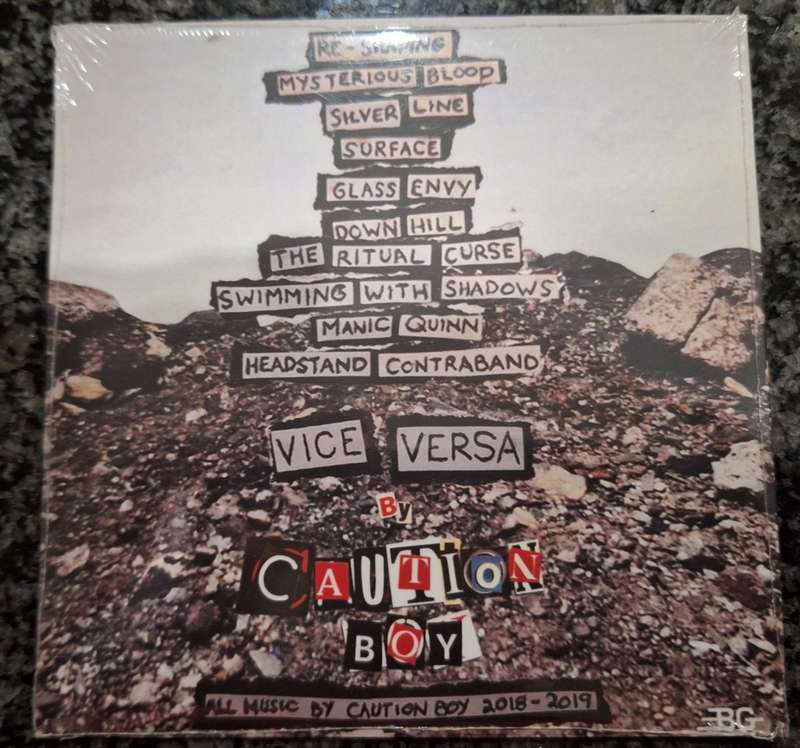 RE-SHAPING
MYSTERIOUS BLOOD
SILVER LINE
SURFACE
GLASS ENVY
DOWN HILL
THE RITUAL CURSE
SWIMMING WITH SHADOWS
MANIC QUINN
HEADSTAND CONTRABAND
VICE VERSA
By
CAUTION
BOY
ALL MUSIC BY CAUTION BOY 2018-2019
BG